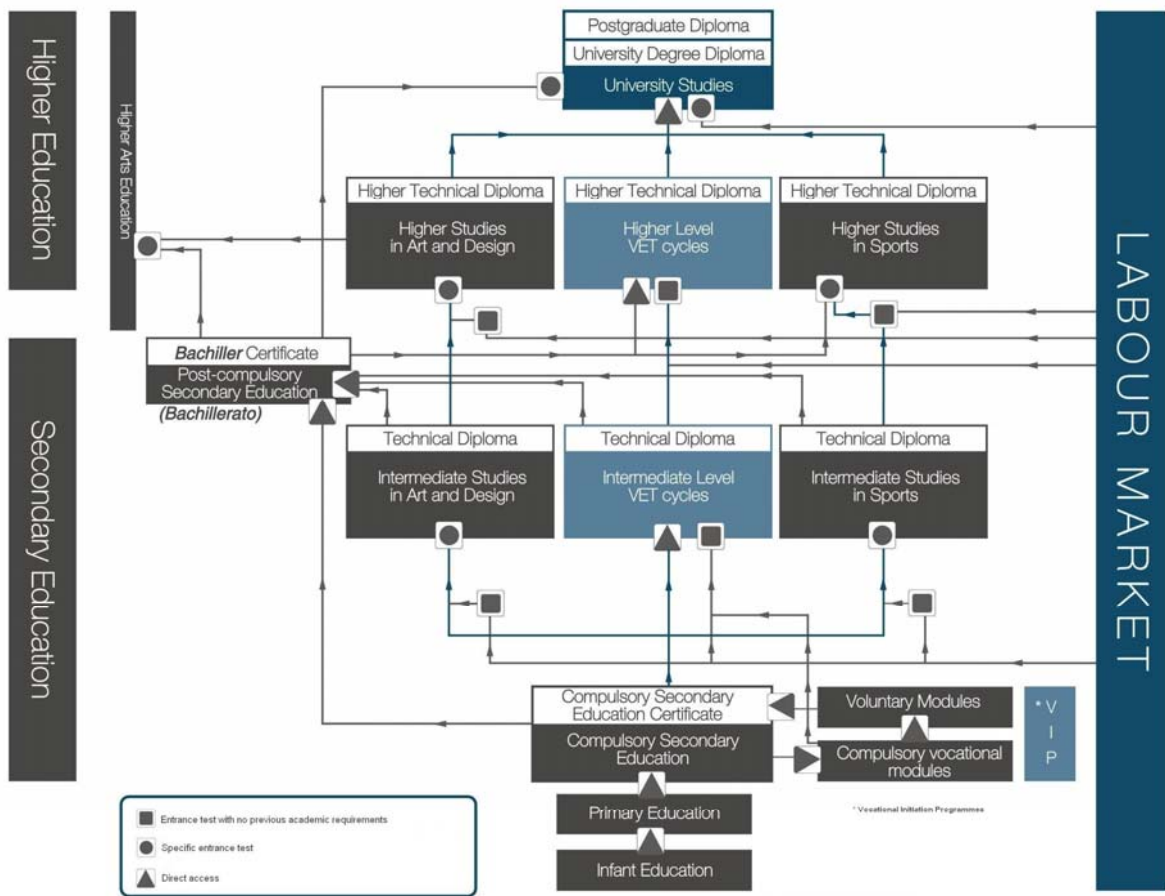 Higher Education
Higher Arts Education
Postgraduate Diploma
University Degree Diploma
University Studies
Higher Technical Diploma
Higher Studies
in Art and Design
Higher Technical Diploma
Higher Level
VET cycles
Higher Technical Diploma
Higher Studies
in Sports
LABOUR MARKET
Secondary Education
Bachiller Certificate
Post-compulsory
Secondary Education
(Bachillerato)
Technical Diploma
Intermediate Studies
in Art and Design
Technical Diploma
Intermediate Level
VET cycles
Technical Diploma
Intermediate Studies
in Sports
Compulsory Secondary
Education Certificate
Compulsory Secondary
Education
Voluntary Modules
Compulsory vocational
modules
* V
I
P
Primary Education
Infant Education
* Vocational Initiation Programmes
Entrance test with no previous academic requirements
Specific entrance test
Direct access